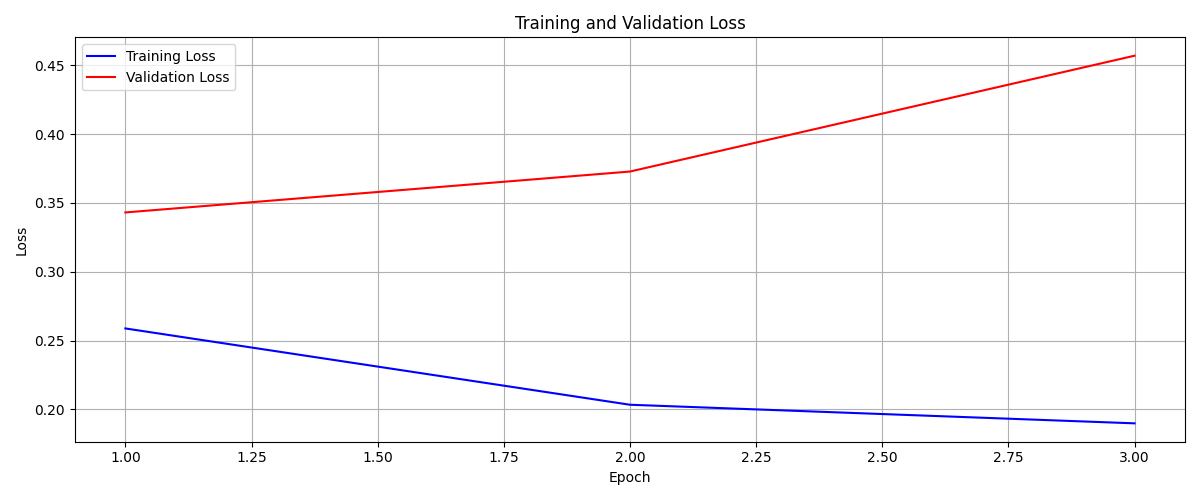 Training and Validation Loss
Training Loss
Validation Loss
0.45
0.40
0.35
0.30
0.25
0.20
Loss
1.00 1.25 1.50 1.75 2.00 2.25 2.50 2.75 3.00
Epoch